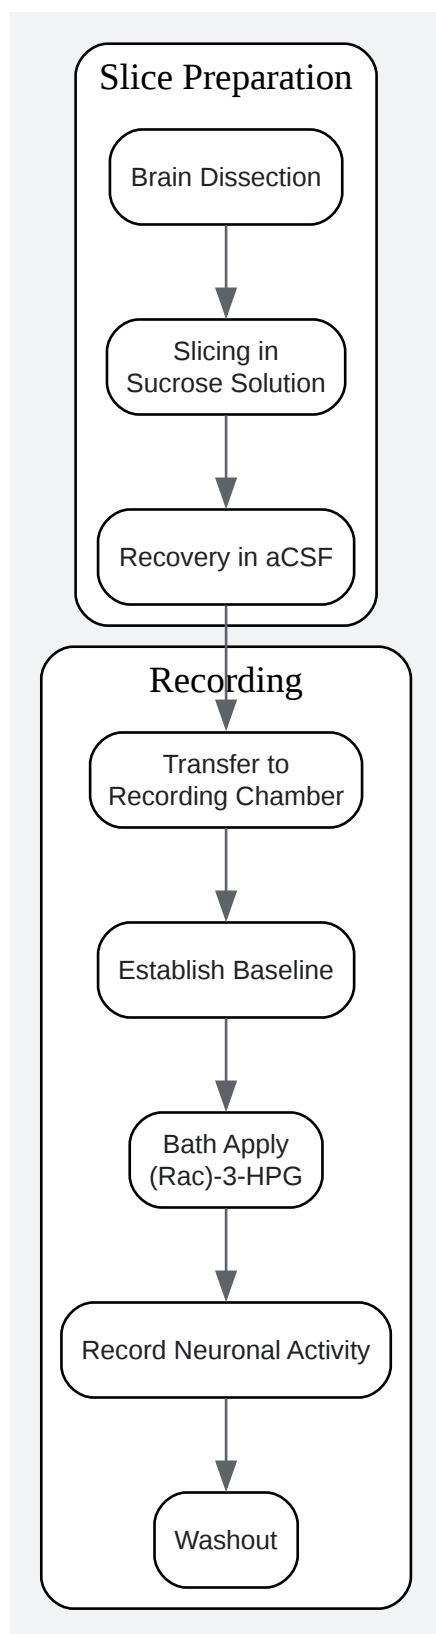 Slice Preparation
Brain Dissection
Slicing in
Sucrose Solution
Recovery in aCSF
Recording
Transfer to
Recording Chamber
Establish Baseline
Bath Apply
(Rac)-3-HPG
Record Neuronal Activity
Washout